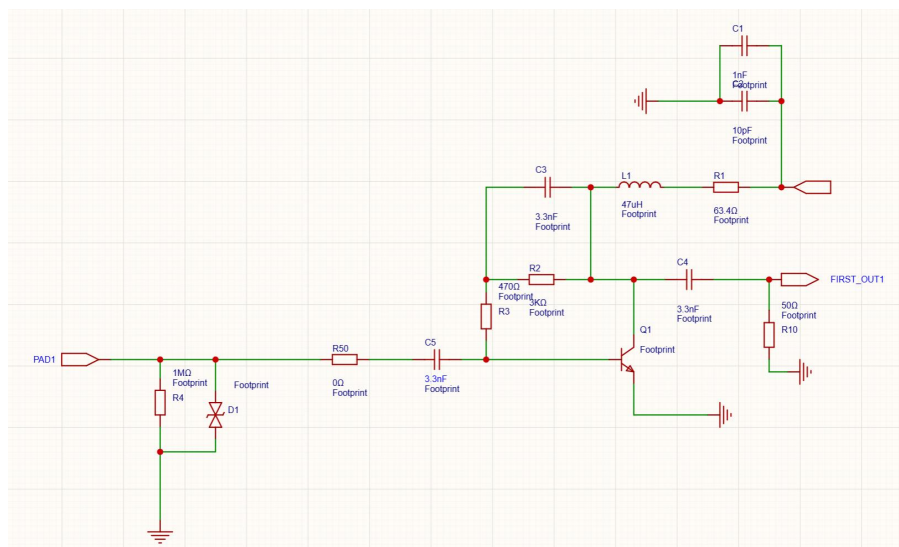 C1
1nF
Footprint
C2
10pF
Footprint
C3
3.3nF
Footprint
L1
47uH
Footprint
R1
63.4Ω
Footprint
R2
3KΩ
Footprint
470Ω
Footprint
R3
C4
3.3nF
Footprint
FIRST_OUT1
50Ω
Footprint
R10
Q1
Footprint
C5
3.3nF
Footprint
R50
0Ω
Footprint
PAD1
1MΩ
Footprint
R4
Footprint
D1